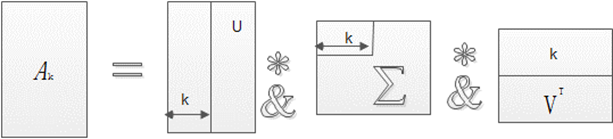 A_k = k U * & k Σ * & k V^T